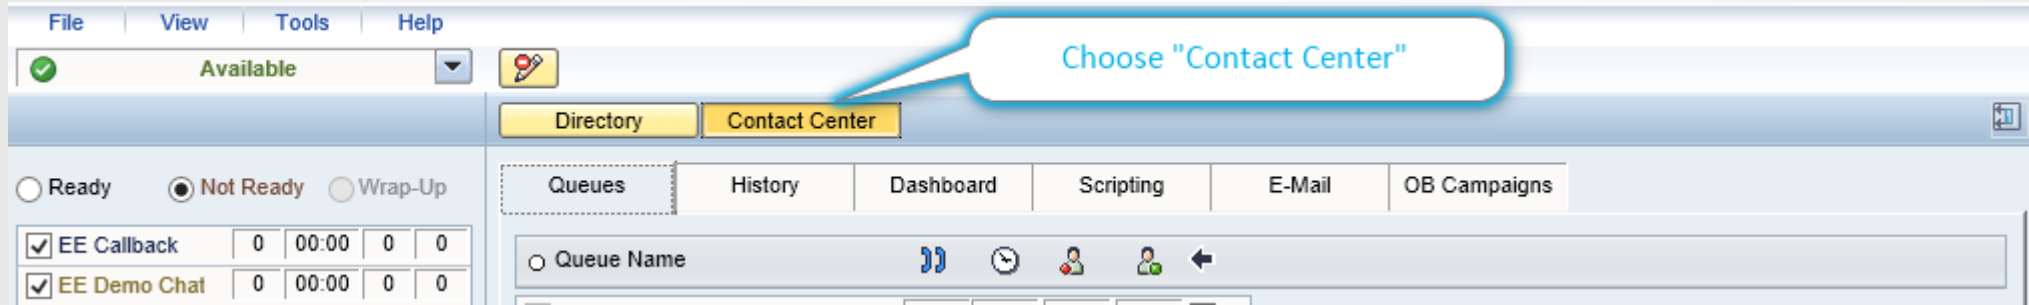 File View Tools Help
Available
Choose "Contact Center"
Directory Contact Center
Ready Not Ready Wrap-Up
Queues History Dashboard Scripting E-Mail OB Campaigns
EE Callback 0 00:00 0 0
Queue Name
EE Demo Chat 0 00:00 0 0